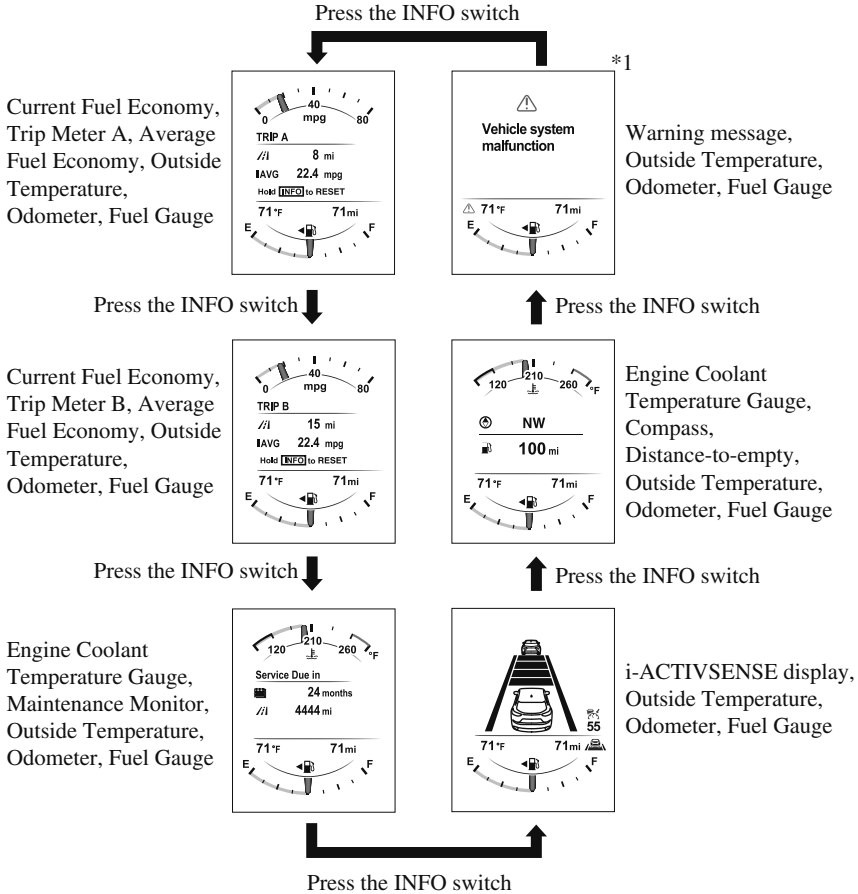 Press the INFO switch
*1
Current Fuel Economy,
Trip Meter A, Average
Fuel Economy, Outside
Temperature,
Odometer, Fuel Gauge
0 40 80
mpg
TRIP A
8 mi
AVG 22.4 mpg
Hold INFO to RESET
71°F 71mi
E F
Vehicle system
malfunction
71°F 71mi
E F
Warning message,
Outside Temperature,
Odometer, Fuel Gauge
Press the INFO switch
Press the INFO switch
Current Fuel Economy,
Trip Meter B, Average
Fuel Economy, Outside
Temperature,
Odometer, Fuel Gauge
0 40 80
mpg
TRIP B
15 mi
AVG 22.4 mpg
Hold INFO to RESET
71°F 71mi
E F
120 210 260 °F
NW
100 mi
71°F 71mi
E F
Engine Coolant
Temperature Gauge,
Compass,
Distance-to-empty,
Outside Temperature,
Odometer, Fuel Gauge
Press the INFO switch
Press the INFO switch
Engine Coolant
Temperature Gauge,
Maintenance Monitor,
Outside Temperature,
Odometer, Fuel Gauge
120 210 260 °F
Service Due in
24 months
4444 mi
71°F 71mi
E F
55
71°F 71mi
E F
i-ACTIVSENSE display,
Outside Temperature,
Odometer, Fuel Gauge
Press the INFO switch